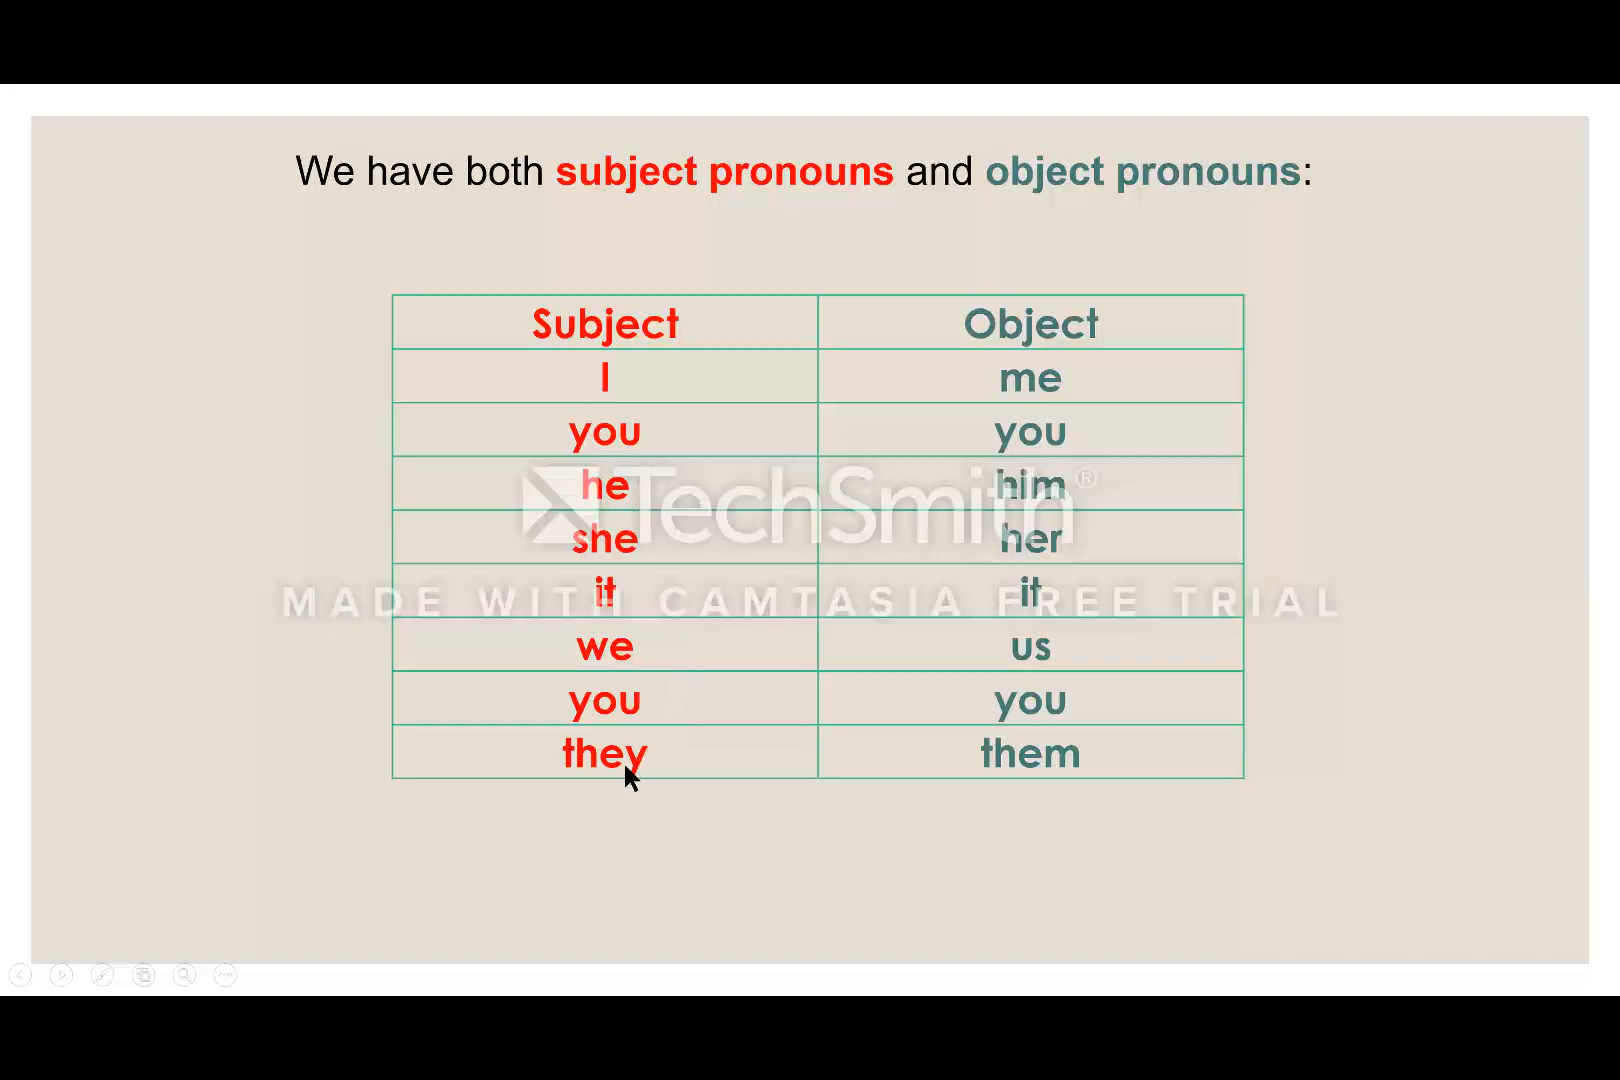 We have both subject pronouns and object pronouns:
Subject Object
I me
you you
he him
she her
it it
we us
you you
they them
TechSmith®
MADE WITH CAMTASIA FREE TRIAL